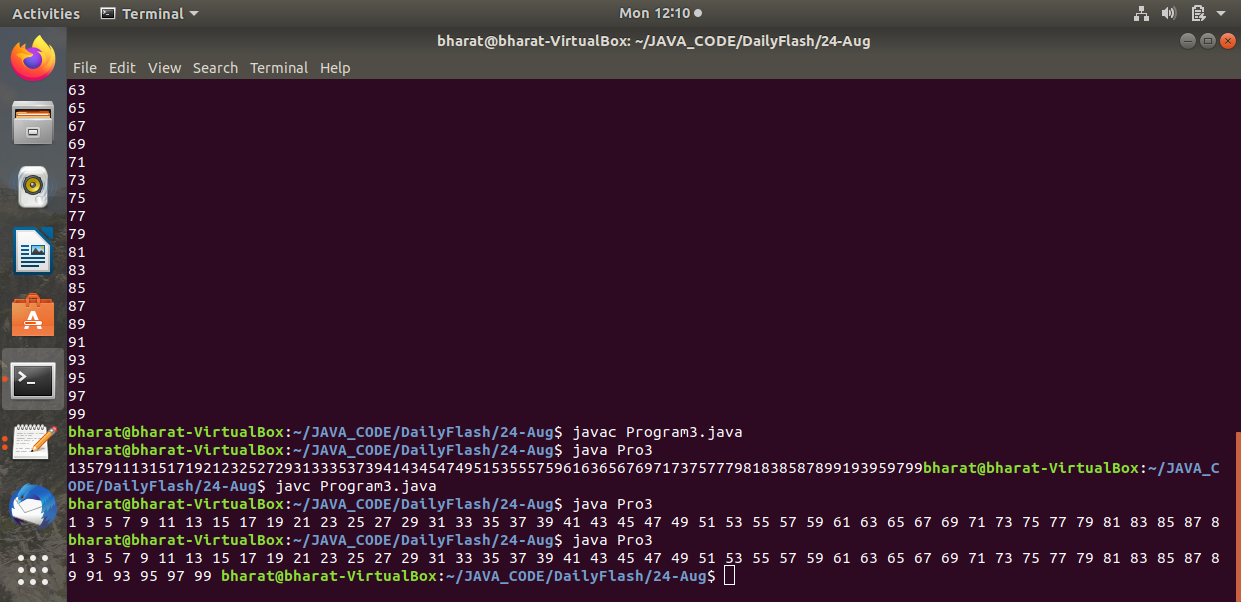 Activities Terminal Mon 12:10
bharat@bharat-VirtualBox: ~/JAVA_CODE/DailyFlash/24-Aug
File Edit View Search Terminal Help
63
65
67
69
71
73
75
77
79
81
83
85
87
89
91
93
95
97
99
bharat@bharat-VirtualBox:~/JAVA_CODE/DailyFlash/24-Aug$ javac Program3.java
bharat@bharat-VirtualBox:~/JAVA_CODE/DailyFlash/24-Aug$ java Pro3
13579111315171921232527293133353739414345474951535557596163656769717375777981838587899193959799bharat@bharat-VirtualBox:~/JAVA_C
ODE/DailyFlash/24-Aug$ javc Program3.java
bharat@bharat-VirtualBox:~/JAVA_CODE/DailyFlash/24-Aug$ java Pro3
1 3 5 7 9 11 13 15 17 19 21 23 25 27 29 31 33 35 37 39 41 43 45 47 49 51 53 55 57 59 61 63 65 67 69 71 73 75 77 79 81 83 85 87 8
bharat@bharat-VirtualBox:~/JAVA_CODE/DailyFlash/24-Aug$ java Pro3
1 3 5 7 9 11 13 15 17 19 21 23 25 27 29 31 33 35 37 39 41 43 45 47 49 51 53 55 57 59 61 63 65 67 69 71 73 75 77 79 81 83 85 87 8
9 91 93 95 97 99 bharat@bharat-VirtualBox:~/JAVA_CODE/DailyFlash/24-Aug$